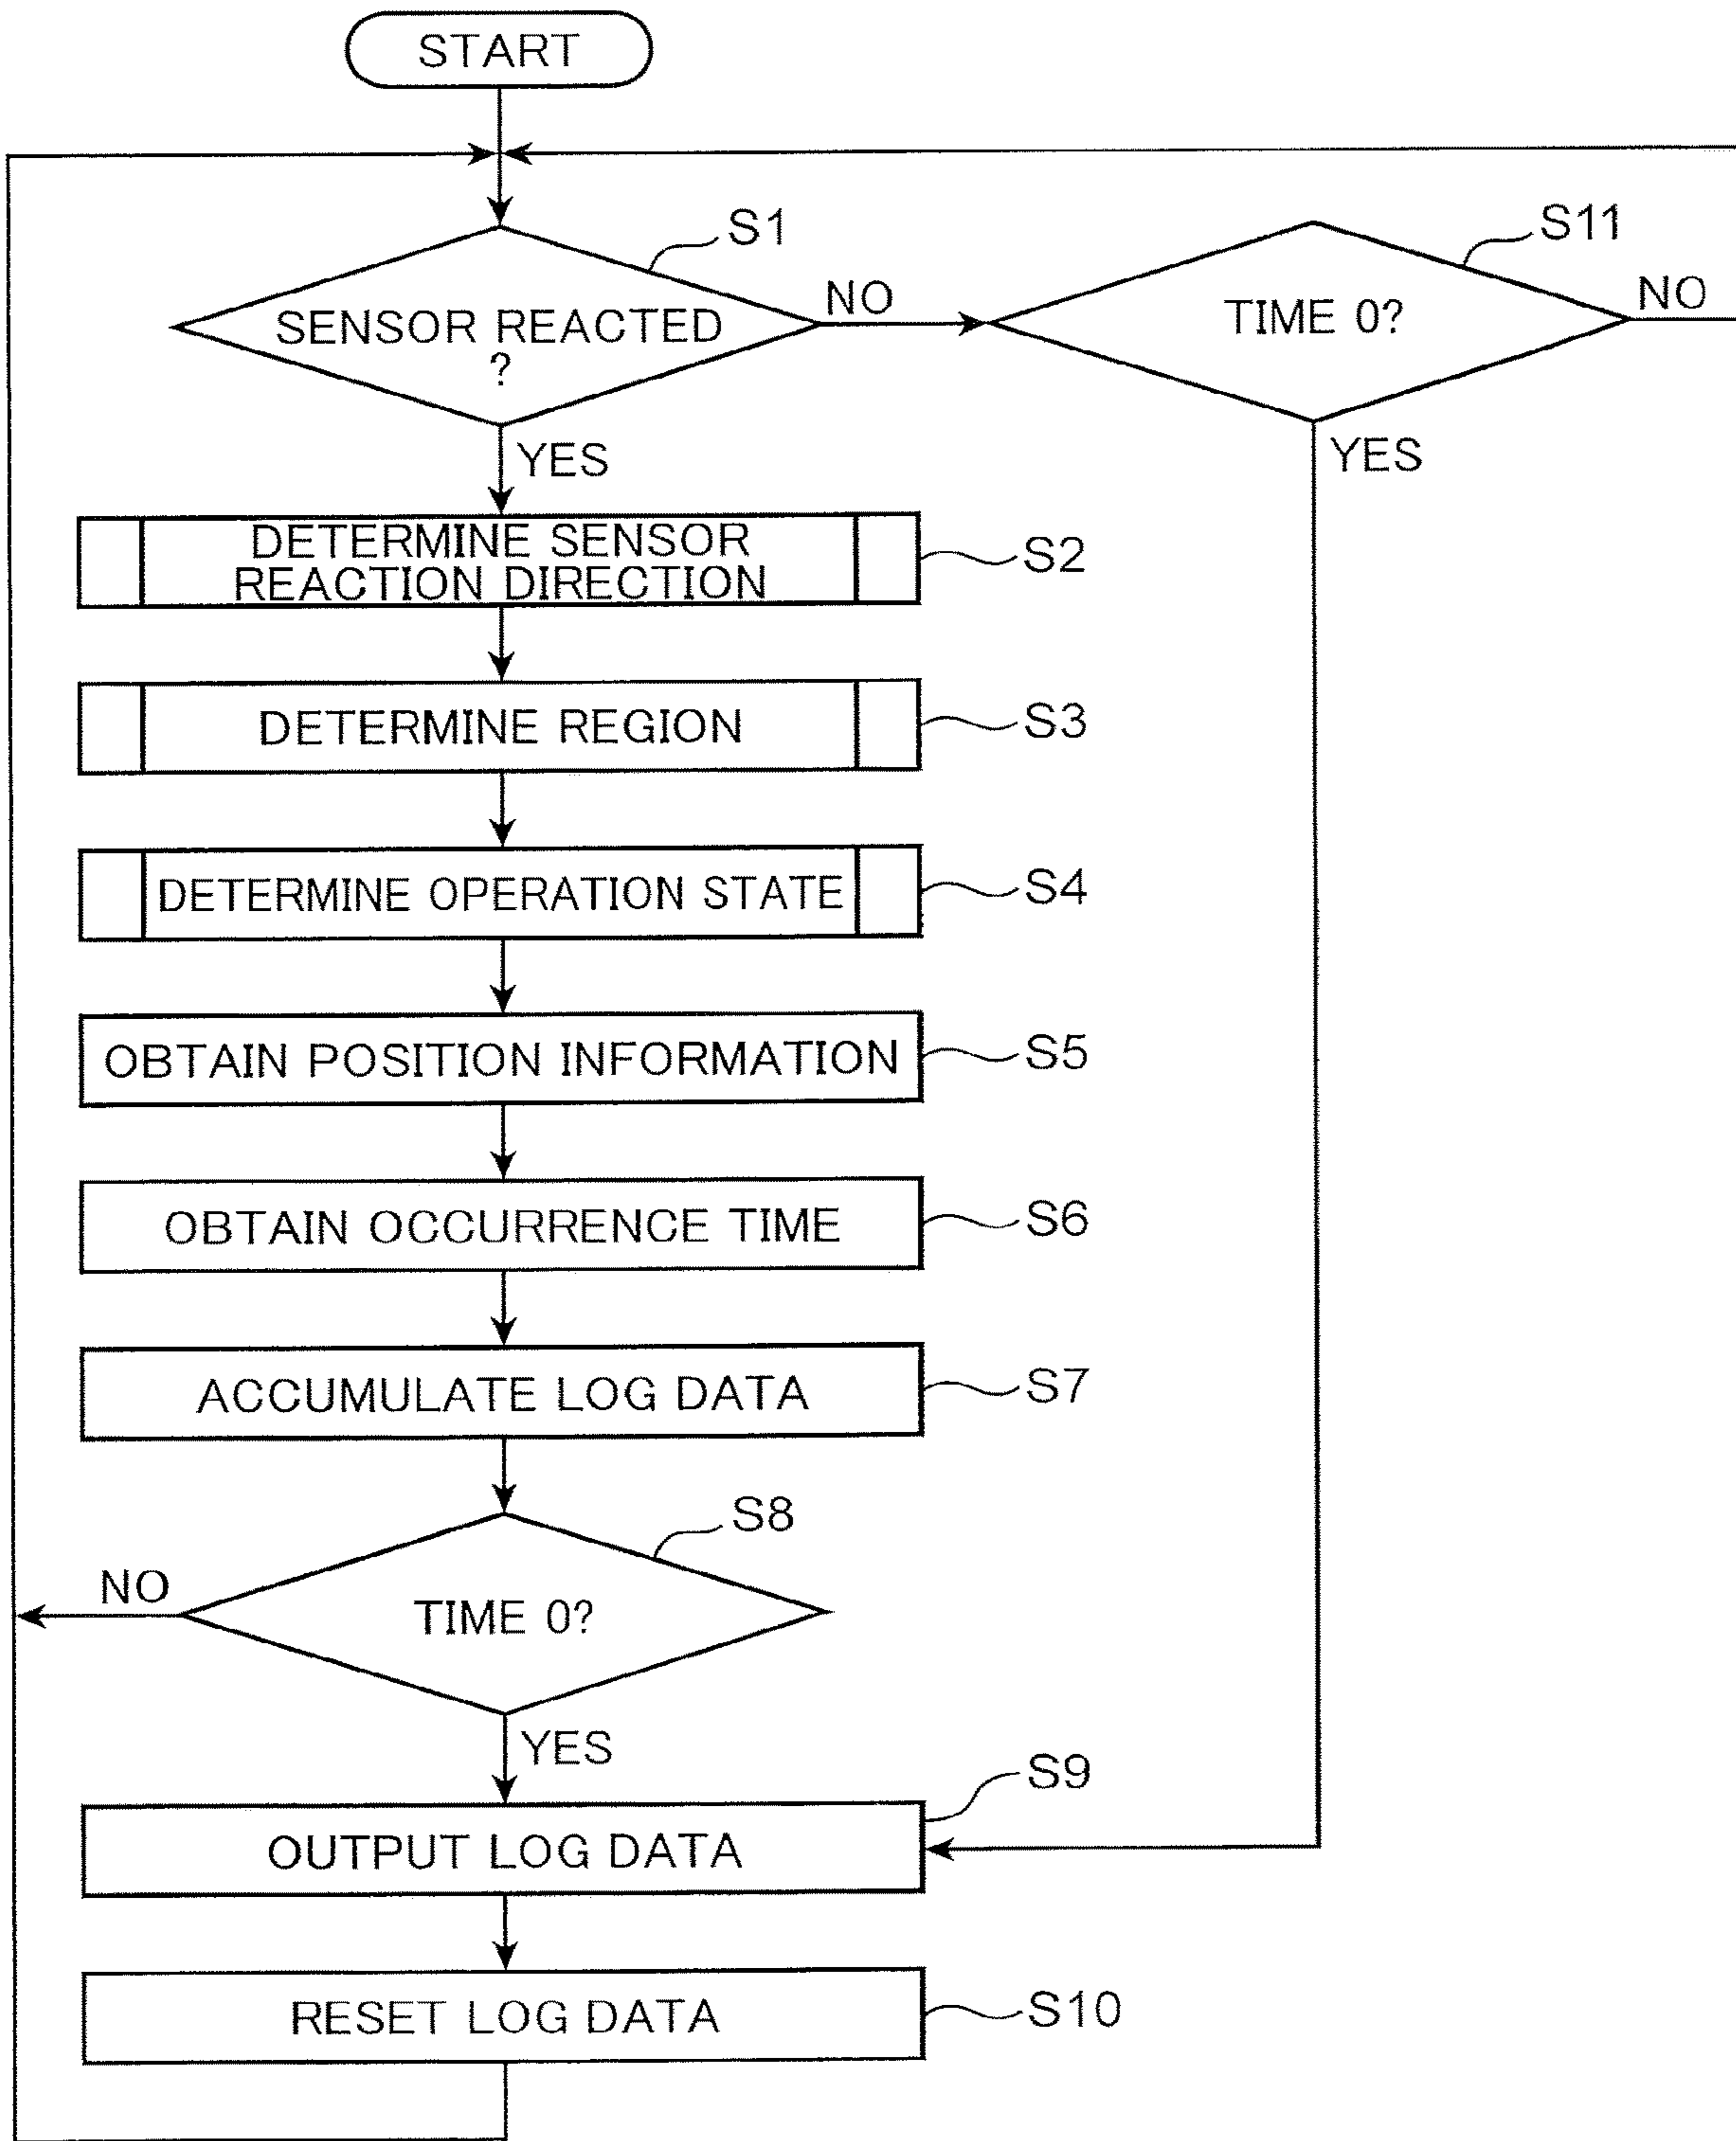 START
S1
S11
SENSOR REACTED
?
NO
TIME 0?
NO
YES
YES
DETERMINE SENSOR
REACTION DIRECTION
S2
DETERMINE REGION
S3
DETERMINE OPERATION STATE
S4
OBTAIN POSITION INFORMATION
S5
OBTAIN OCCURRENCE TIME
S6
ACCUMULATE LOG DATA
S7
S8
NO
TIME 0?
YES
S9
OUTPUT LOG DATA
RESET LOG DATA
S10